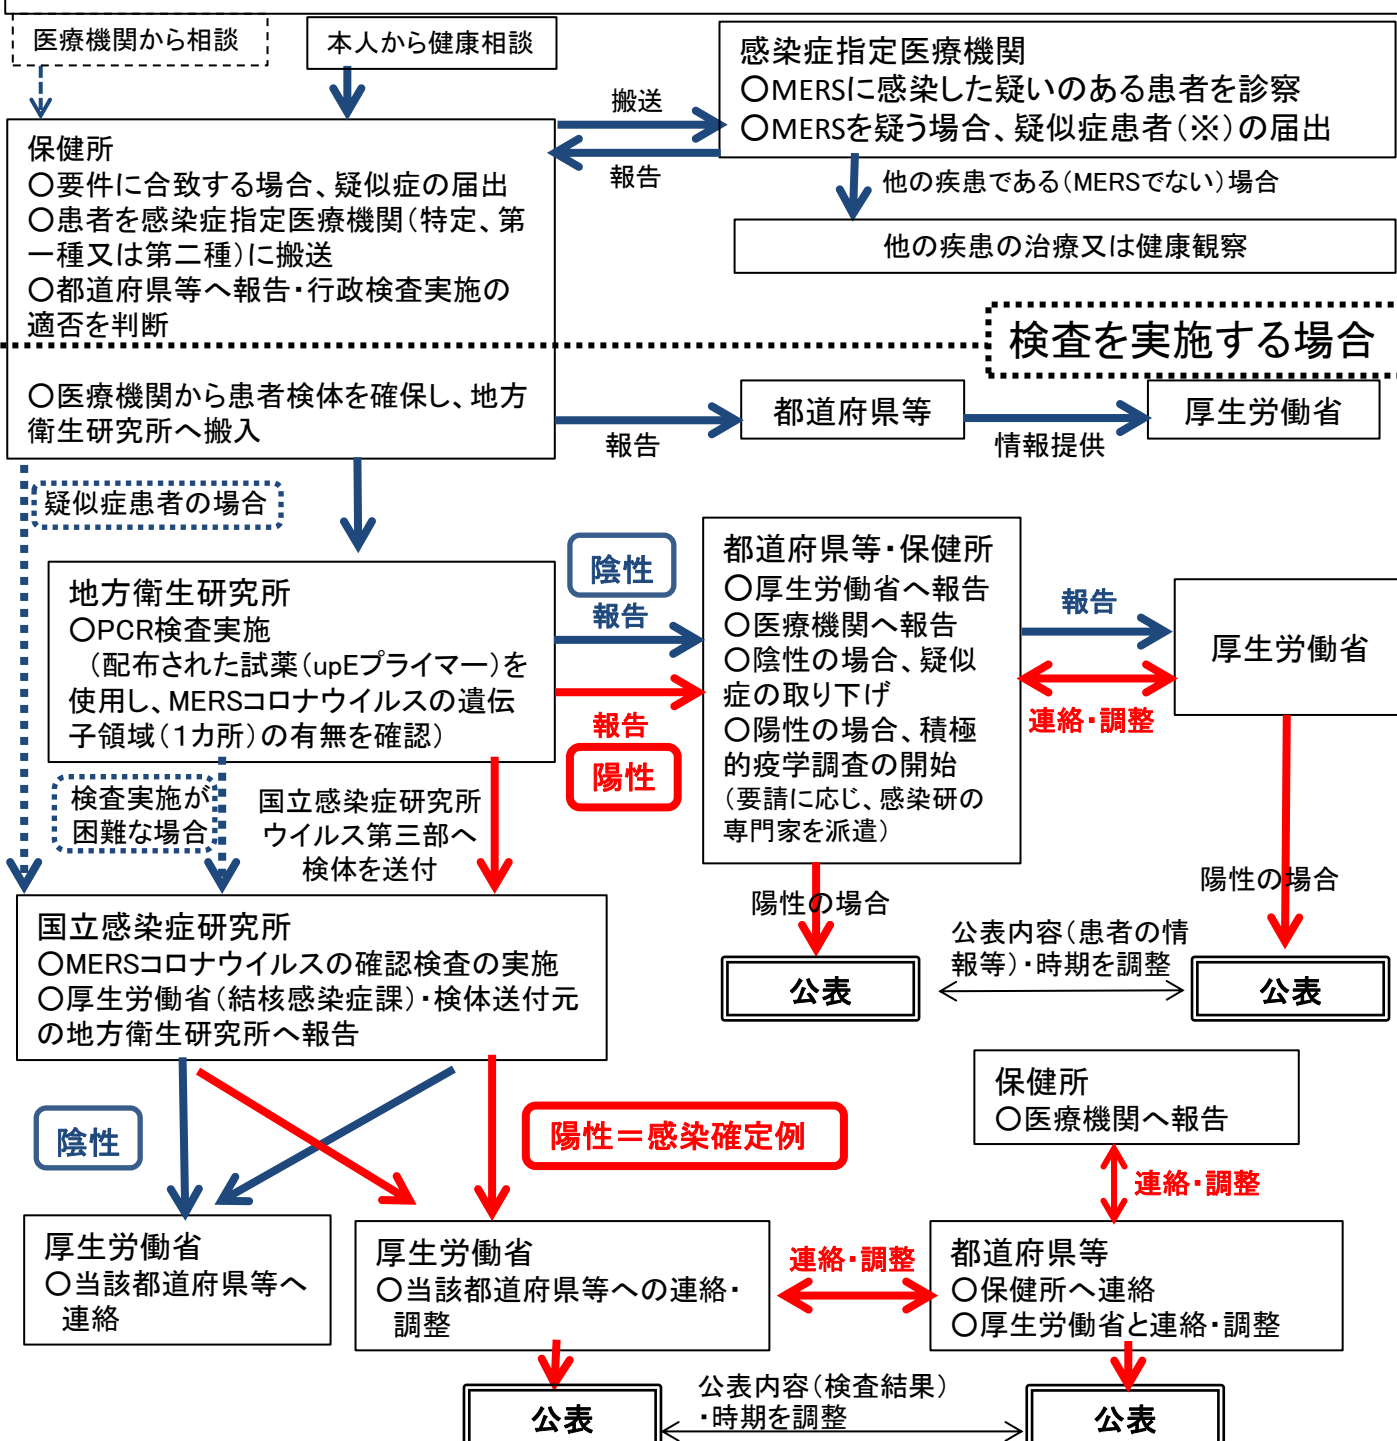 医療機関から相談
本人から健康相談
感染症指定医療機関
○MERSに感染した疑いのある患者を診察
○MERSを疑う場合、疑似症患者(※)の届出
搬送
報告
保健所
○要件に合致する場合、疑似症の届出
○患者を感染症指定医療機関(特定、第
一種又は第二種)に搬送
○都道府県等へ報告・行政検査実施の
適否を判断
他の疾患である(MERSでない)場合
他の疾患の治療又は健康観察
検査を実施する場合
○医療機関から患者検体を確保し、地方
衛生研究所へ搬入
報告
都道府県等
情報提供
厚生労働省
疑似症患者の場合
地方衛生研究所
○PCR検査実施
(配布された試薬(upEプライマー)を
使用し、MERSコロナウイルスの遺伝
子領域(1カ所)の有無を確認)
陰性
報告
報告
陽性
都道府県等・保健所
○厚生労働省へ報告
○医療機関へ報告
○陰性の場合、疑似
症の取り下げ
○陽性の場合、積極
的疫学調査の開始
(要請に応じ、感染研の
専門家を派遣)
報告
連絡・調整
厚生労働省
検査実施が
困難な場合
国立感染症研究所
ウイルス第三部へ
検体を送付
陽性の場合
陽性の場合
公表
公表内容(患者の情
報等)・時期を調整
公表
国立感染症研究所
○MERSコロナウイルスの確認検査の実施
○厚生労働省(結核感染症課)・検体送付元
の地方衛生研究所へ報告
陰性
陽性=感染確定例
保健所
○医療機関へ報告
連絡・調整
厚生労働省
○当該都道府県等へ
連絡
厚生労働省
○当該都道府県等への連絡・
調整
連絡・調整
都道府県等
○保健所へ連絡
○厚生労働省と連絡・調整
公表
公表内容(検査結果)
・時期を調整
公表